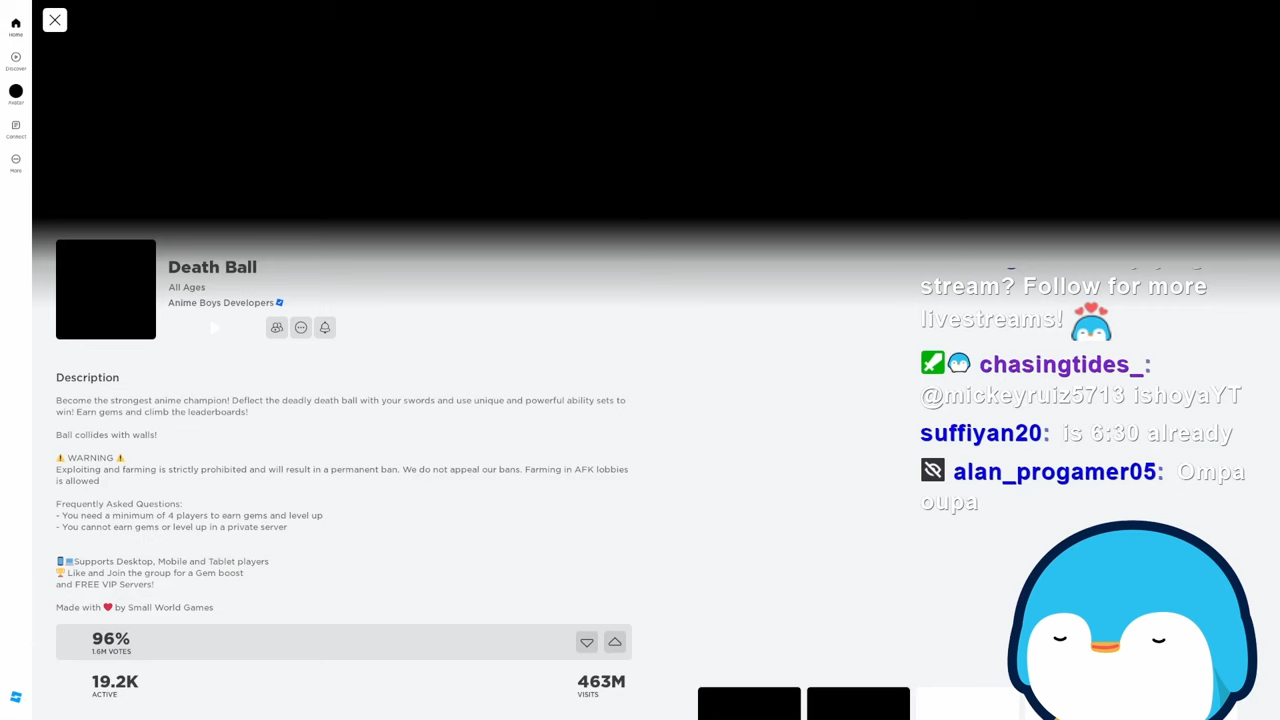 Home
Discover
Avatar
Connect
More
Death Ball
All Ages
Anime Boys Developers
Description
Become the strongest anime champion! Deflect the deadly death ball with your swords and use unique and powerful ability sets to
win! Earn gems and climb the leaderboards!
Ball collides with walls!
⚠️ WARNING ⚠️
Exploiting and farming is strictly prohibited and will result in a permanent ban. We do not appeal our bans. Farming in AFK lobbies
is allowed
Frequently Asked Questions:
- You need a minimum of 4 players to earn gems and level up
- You cannot earn gems or level up in a private server
📱💻Supports Desktop, Mobile and Tablet players
🏆 Like and Join the group for a Gem boost
and FREE VIP Servers!
Made with ❤️ by Small World Games
96%
1.6M VOTES
19.2K
ACTIVE
463M
VISITS
stream? Follow for more
livestreams!
chasingtides_:
@mickeyruiz5713 ishoyaYT
suffiyan20: is 6:30 already
alan_progamer05: Ompa
oupa